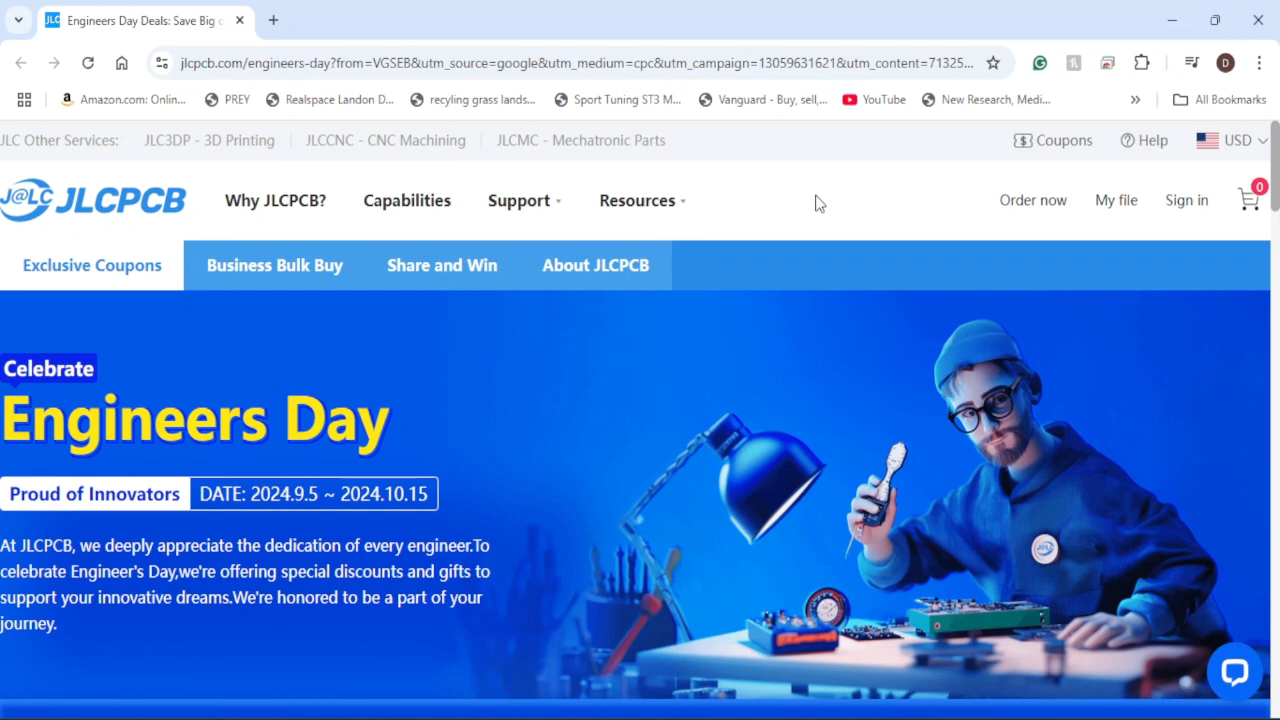 JLC Engineers Day Deals: Save Big
jlcpcb.com/engineers-day?from=VGSEB&utm_source=google&utm_medium=cpc&utm_campaign=13059631621&utm_content=71325...
D
Amazon.com: Onlin... PREY Realspace Landon D... recyling grass lands... Sport Tuning ST3 M... Vanguard - Buy, sell,... YouTube New Research, Medi... All Bookmarks
JLC Other Services: JLC3DP - 3D Printing JLCCNC - CNC Machining JLCMC - Mechatronic Parts Coupons Help USD
J@LC JLCPCB Why JLCPCB? Capabilities Support Resources Order now My file Sign in 0
Exclusive Coupons Business Bulk Buy Share and Win About JLCPCB
Celebrate
Engineers Day
Proud of Innovators DATE: 2024.9.5 ~ 2024.10.15
At JLCPCB, we deeply appreciate the dedication of every engineer.To
celebrate Engineer's Day,we're offering special discounts and gifts to
support your innovative dreams.We're honored to be a part of your
journey.